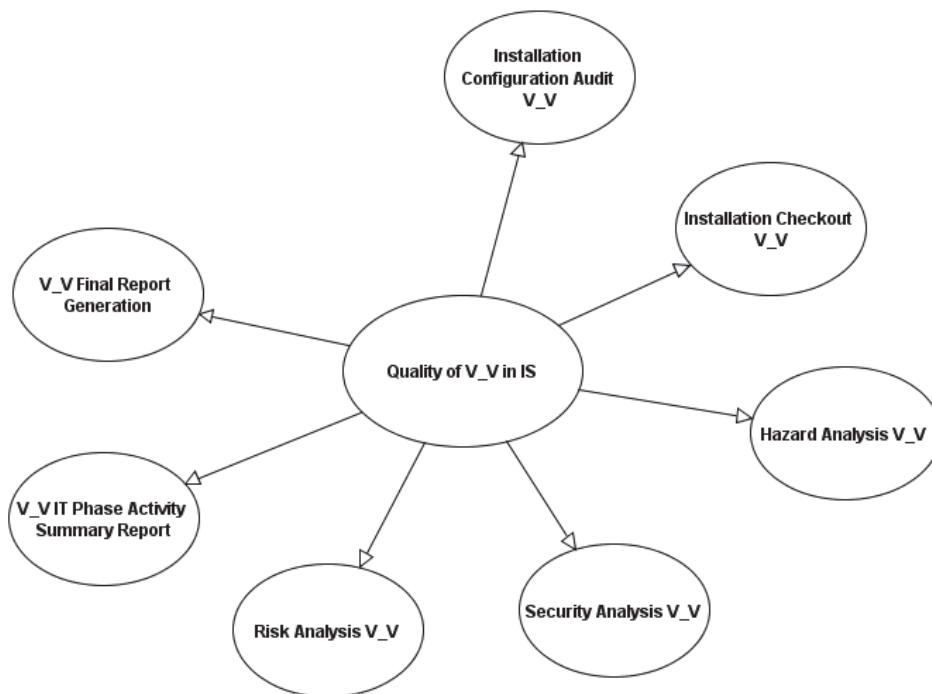 Installation
Configuration Audit
V_V
Installation Checkout
V_V
V_V Final Report
Generation
Quality of V_V in IS
Hazard Analysis V_V
V_V IT Phase Activity
Summary Report
Security Analysis V_V
Risk Analysis V_V